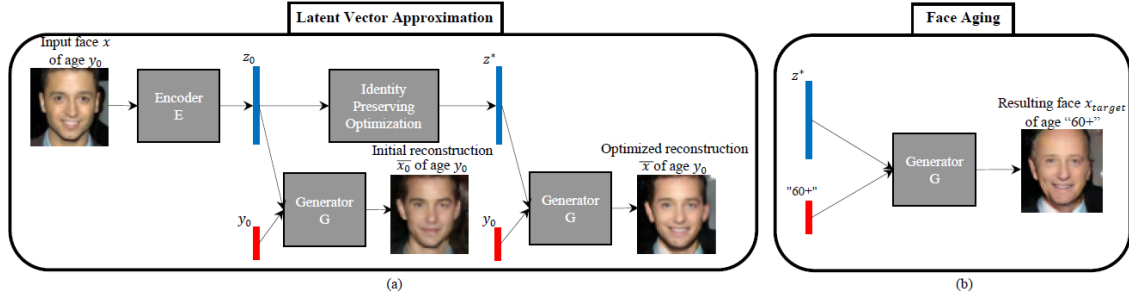 Latent Vector Approximation
Input face x
of age y₀
Encoder
E
z₀
Identity
Preserving
Optimization
z*
y₀
Generator
G
Initial reconstruction
x̅₀ of age y₀
y₀
Generator
G
Optimized reconstruction
x̅ of age y₀
(a)
Face Aging
z*
"60+"
Generator
G
Resulting face x_target
of age “60+”
(b)